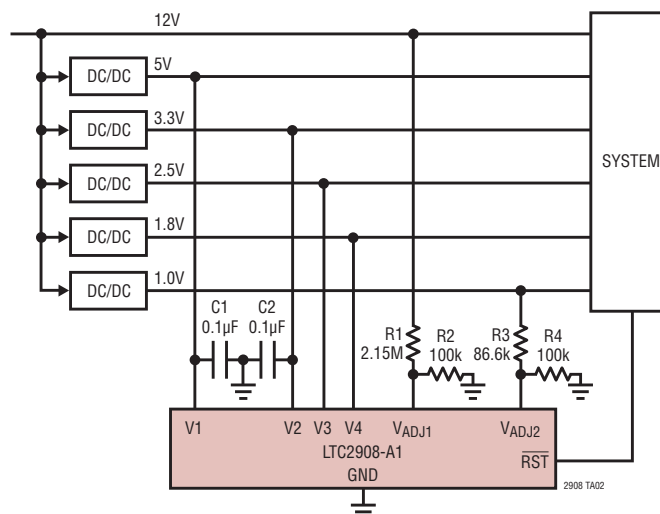 12V
DC/DC 5V
DC/DC 3.3V
DC/DC 2.5V
SYSTEM
DC/DC 1.8V
DC/DC 1.0V
C1
0.1µF
C2
0.1µF
R1
2.15M
R2
100k
R3
86.6k
R4
100k
V1 V2 V3 V4 VADJ1 VADJ2
LTC2908-A1
RST
GND
2908 TA02